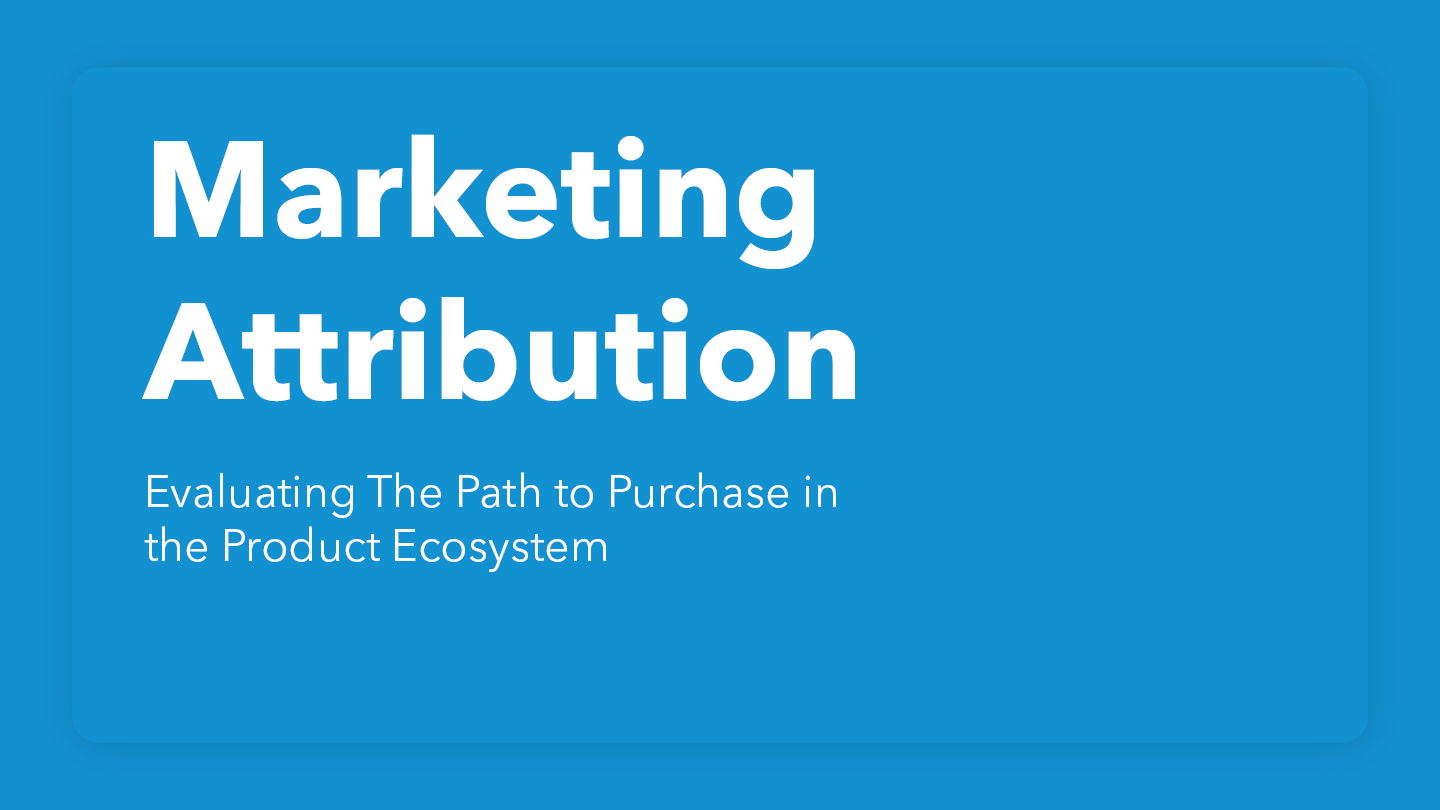 Marketing
Attribution
Evaluating The Path to Purchase in
the Product Ecosystem